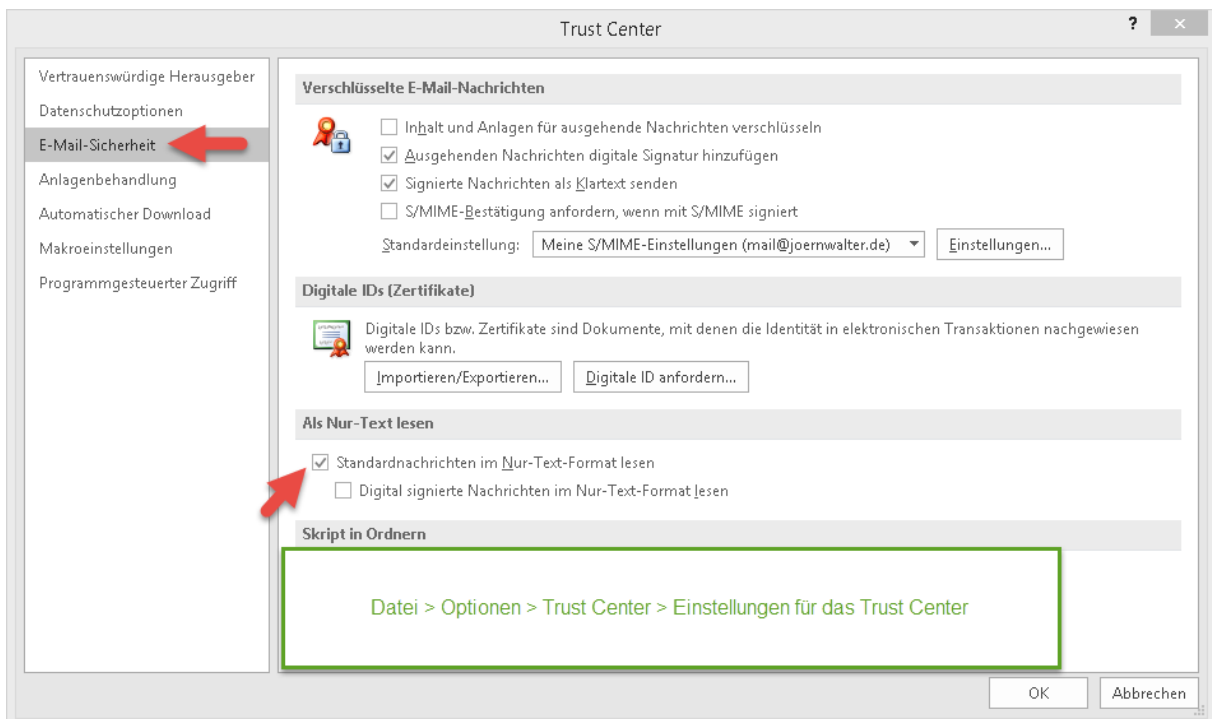 Trust Center
?
Vertrauenswürdige Herausgeber
Datenschutzoptionen
E-Mail-Sicherheit
Anlagenbehandlung
Automatischer Download
Makroeinstellungen
Programmgesteuerter Zugriff
Verschlüsselte E-Mail-Nachrichten
Inhalt und Anlagen für ausgehende Nachrichten verschlüsseln
Ausgehenden Nachrichten digitale Signatur hinzufügen
Signierte Nachrichten als Klartext senden
S/MIME-Bestätigung anfordern, wenn mit S/MIME signiert
Standardeinstellung: Meine S/MIME-Einstellungen (mail@joernwalter.de) Einstellungen...
Digitale IDs (Zertifikate)
Digitale IDs bzw. Zertifikate sind Dokumente, mit denen die Identität in elektronischen Transaktionen nachgewiesen
werden kann.
Importieren/Exportieren... Digitale ID anfordern...
Als Nur-Text lesen
Standardnachrichten im Nur-Text-Format lesen
Digital signierte Nachrichten im Nur-Text-Format lesen
Skript in Ordnern
Datei > Optionen > Trust Center > Einstellungen für das Trust Center
OK Abbrechen